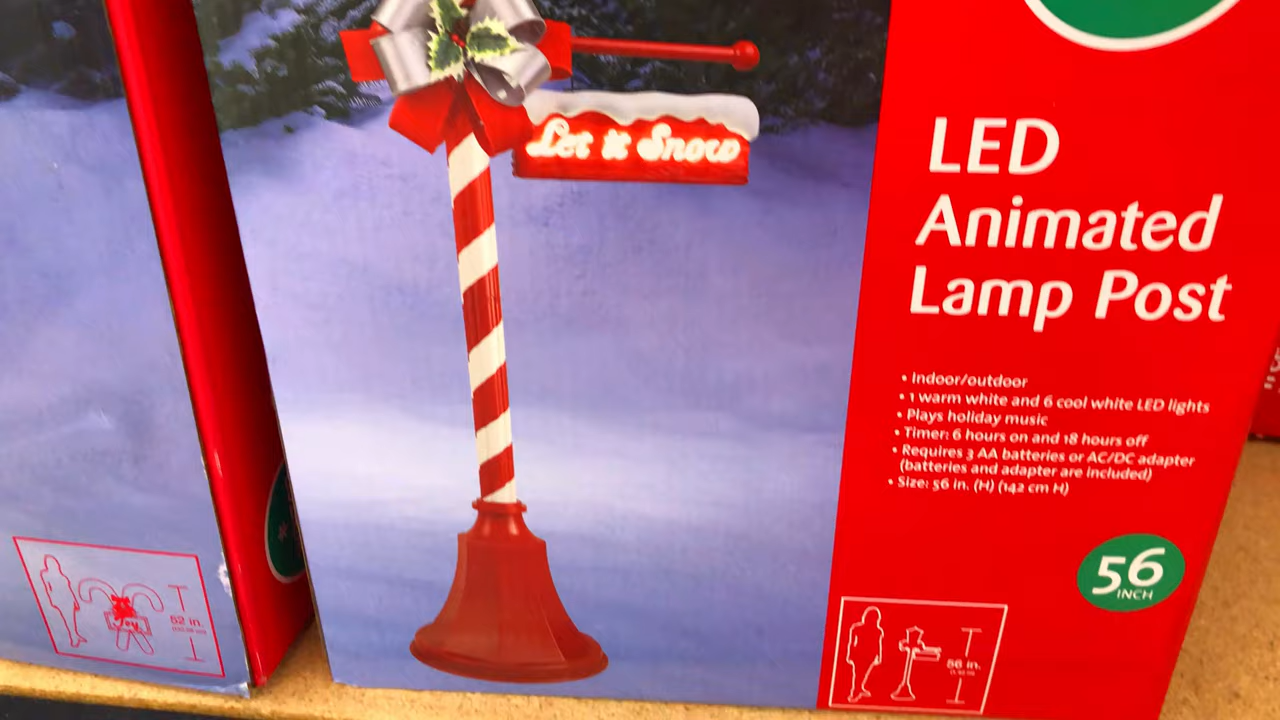 Let it Snow
LED
Animated
Lamp Post
• Indoor/outdoor
• 1 warm white and 6 cool white LED lights
• Plays holiday music
• Timer: 6 hours on and 18 hours off
• Requires 3 AA batteries or AC/DC adapter
(batteries and adapter are included)
• Size: 56 in. (H) (142 cm H)
56
INCH
56 in.
Joy
52 in.